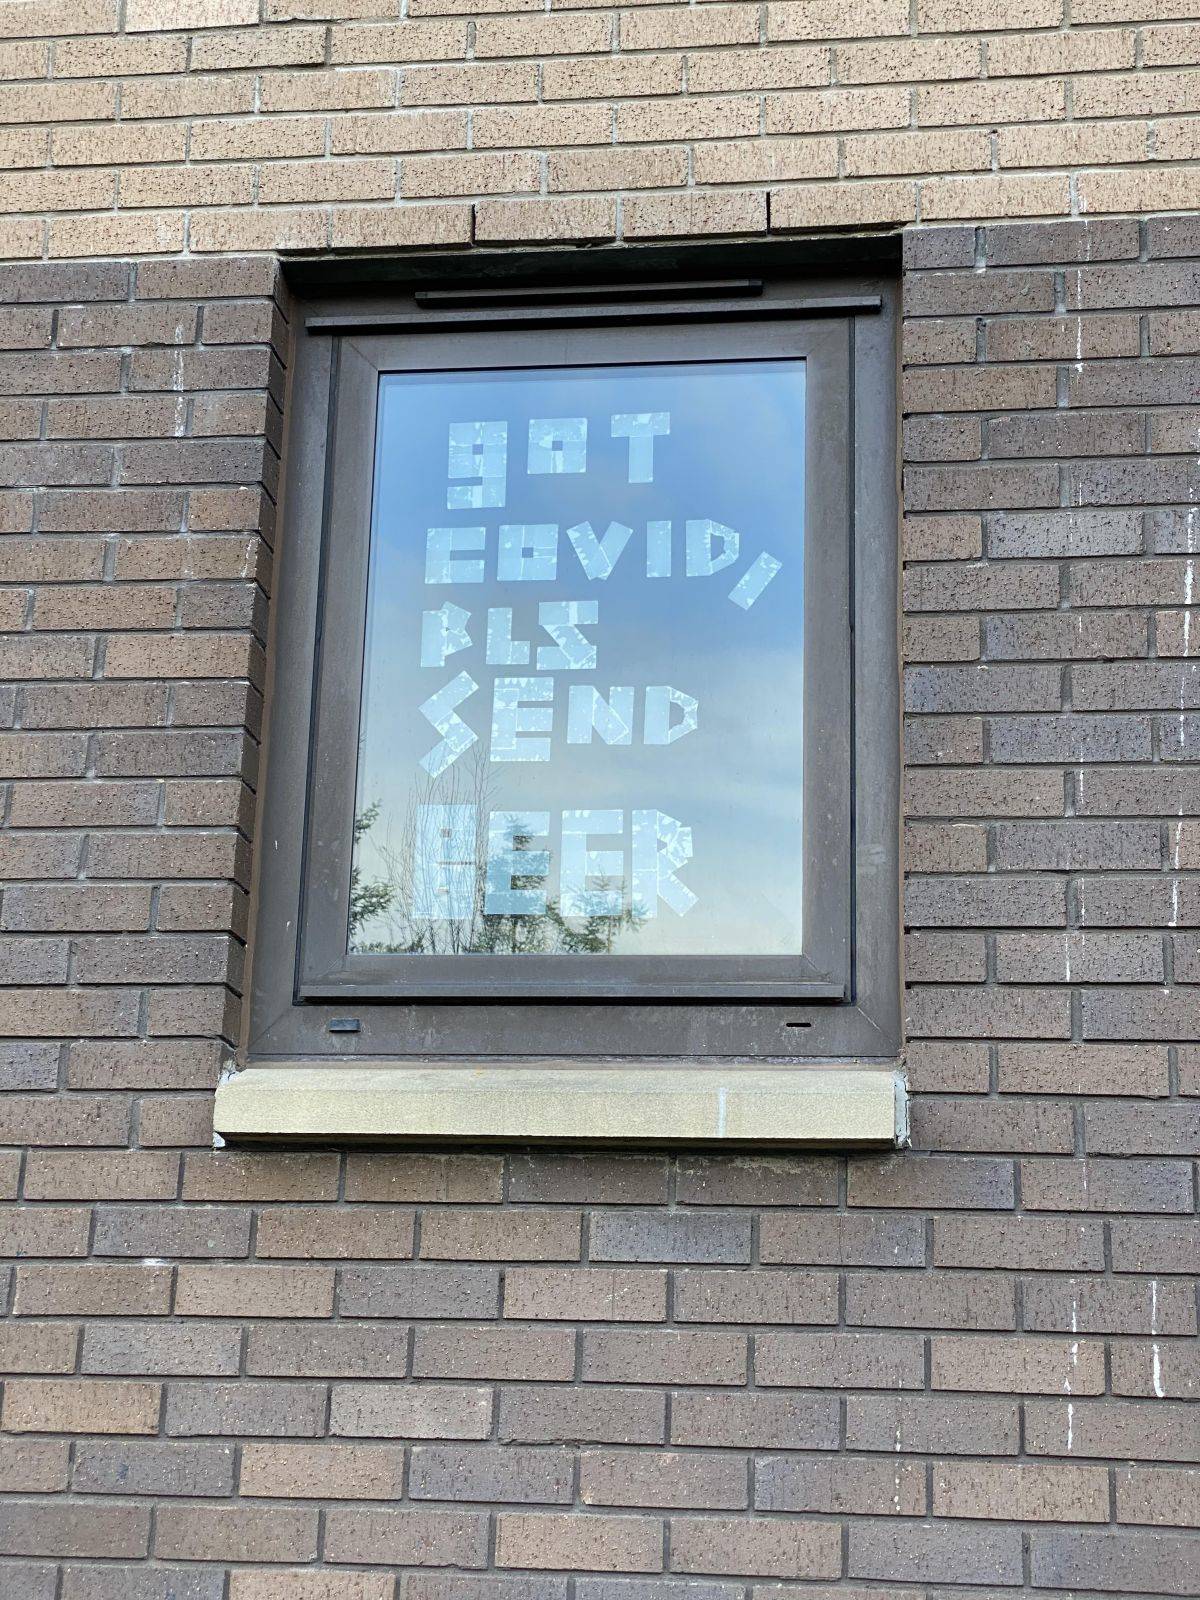 goT
COVID,
PLS
SEND
BEER